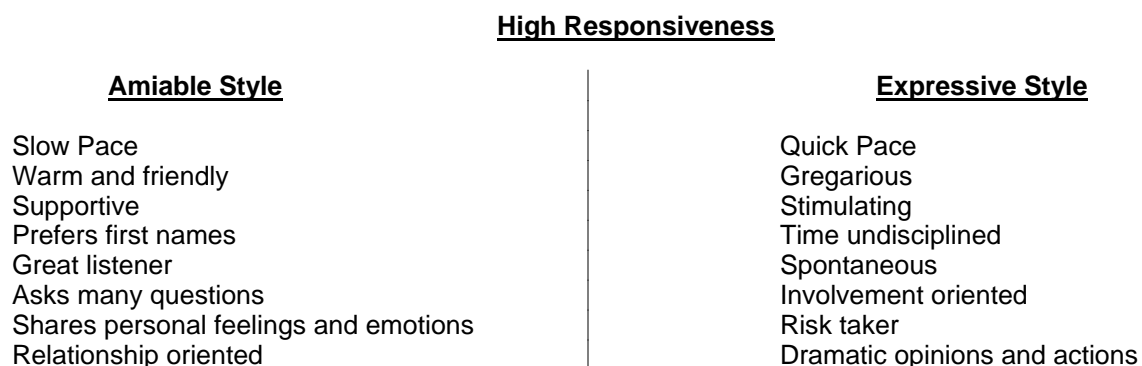 High Responsiveness
Amiable Style
Slow Pace
Warm and friendly
Supportive
Prefers first names
Great listener
Asks many questions
Shares personal feelings and emotions
Relationship oriented
Expressive Style
Quick Pace
Gregarious
Stimulating
Time undisciplined
Spontaneous
Involvement oriented
Risk taker
Dramatic opinions and actions